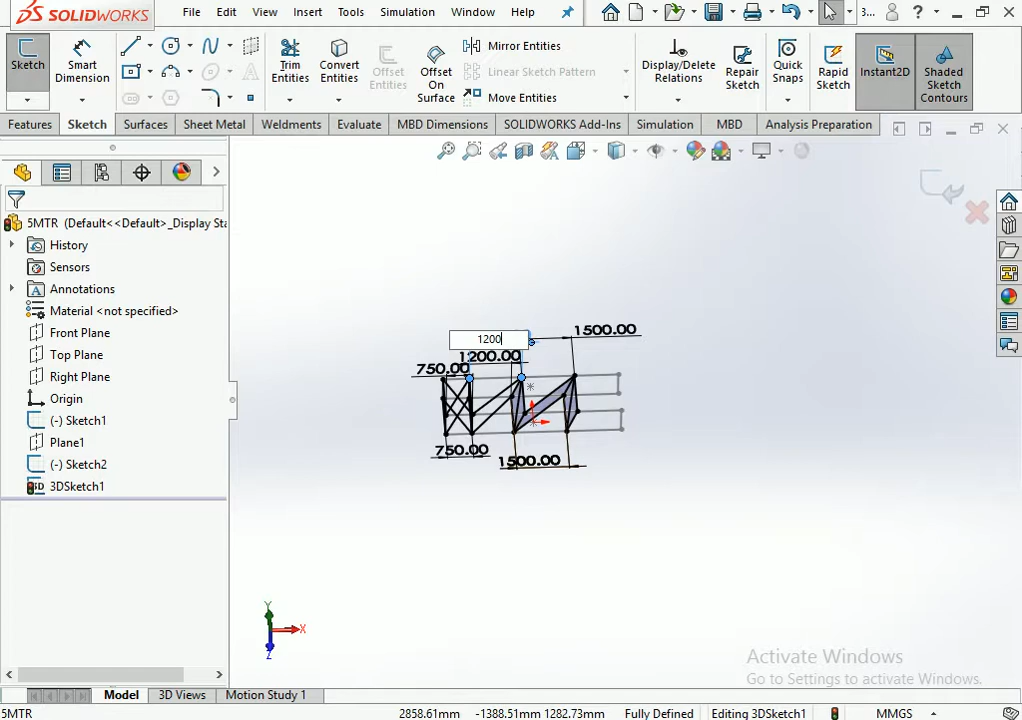 SOLIDWORKS File Edit View Insert Tools Simulation Window Help 3... ?
Sketch Smart Dimension Trim Entities Convert Entities Offset Entities Offset On Surface Mirror Entities Linear Sketch Pattern Move Entities Display/Delete Relations Repair Sketch Quick Snaps Rapid Sketch Instant2D Shaded Sketch Contours
Features Sketch Surfaces Sheet Metal Weldments Evaluate MBD Dimensions SOLIDWORKS Add-Ins Simulation MBD Analysis Preparation
5MTR (Default<<Default>_Display Sta
History
Sensors
Annotations
Material <not specified>
Front Plane
Top Plane
Right Plane
Origin
(-) Sketch1
Plane1
(-) Sketch2
3DSketch1
1500.00
1200
1200.00
750.00
750.00
1500.00
Y
X
Z
Activate Windows
Go to Settings to activate Windows.
Model 3D Views Motion Study 1
5MTR 2858.61mm -1388.51mm 1282.73mm Fully Defined Editing 3DSketch1 MMGS